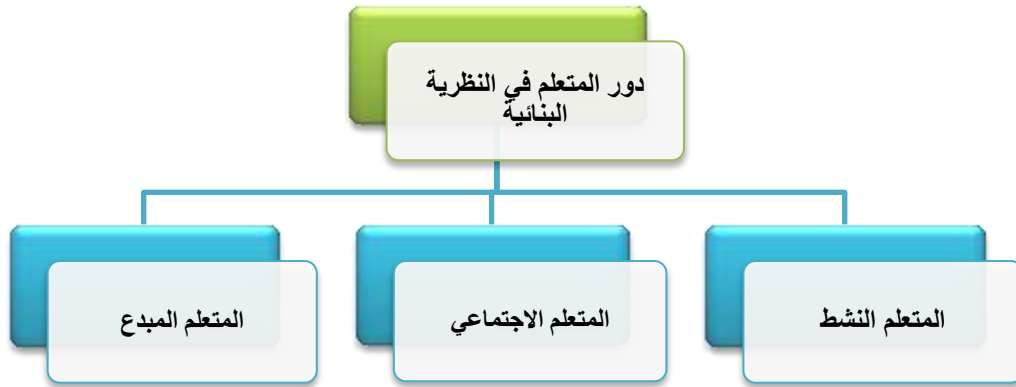 دور المتعلم في النظرية
البنائية
المتعلم النشط
المتعلم الاجتماعي
المتعلم المبدع